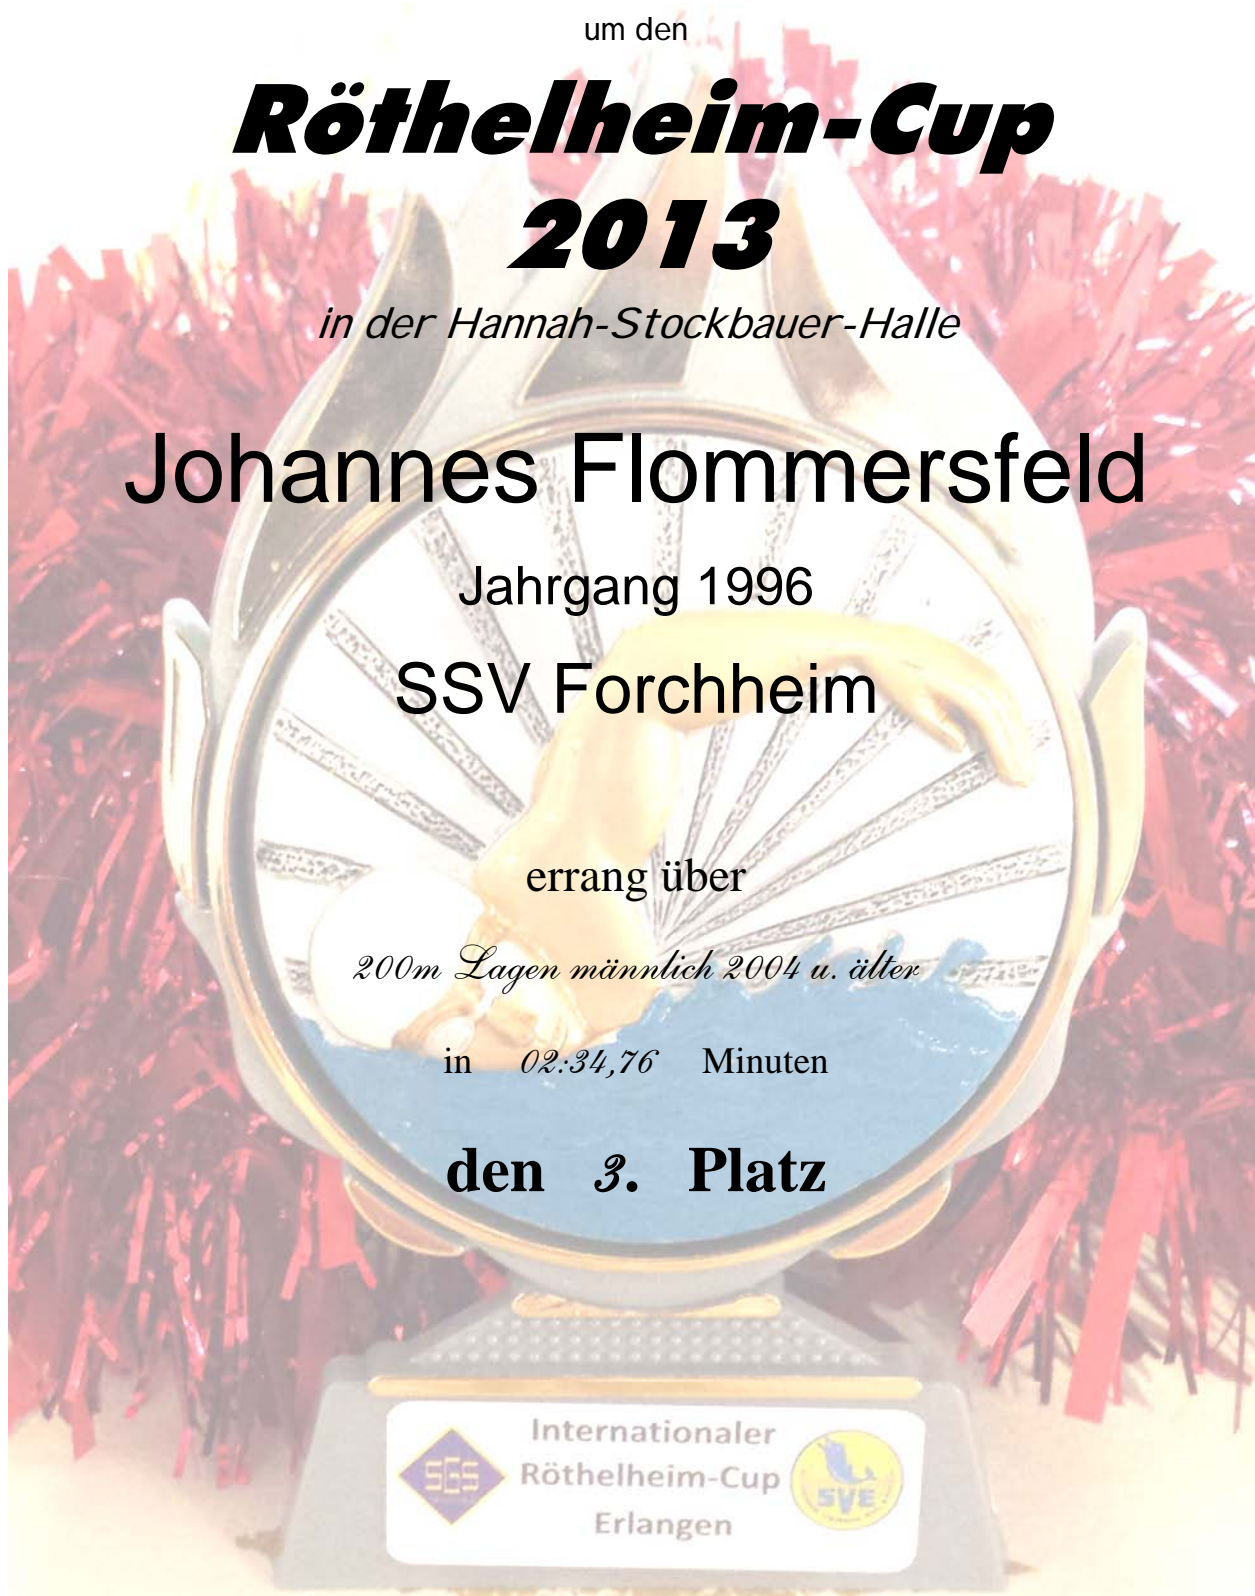 um den
Röthelheim-Cup
2013
in der Hannah-Stockbauer-Halle
Johannes Flommersfeld
Jahrgang 1996
SSV Forchheim
errang über
200m Lagen männlich 2004 u. älter
in 02:34,76 Minuten
den 3. Platz
Internationaler
Röthelheim-Cup
Erlangen
SGS
SVE